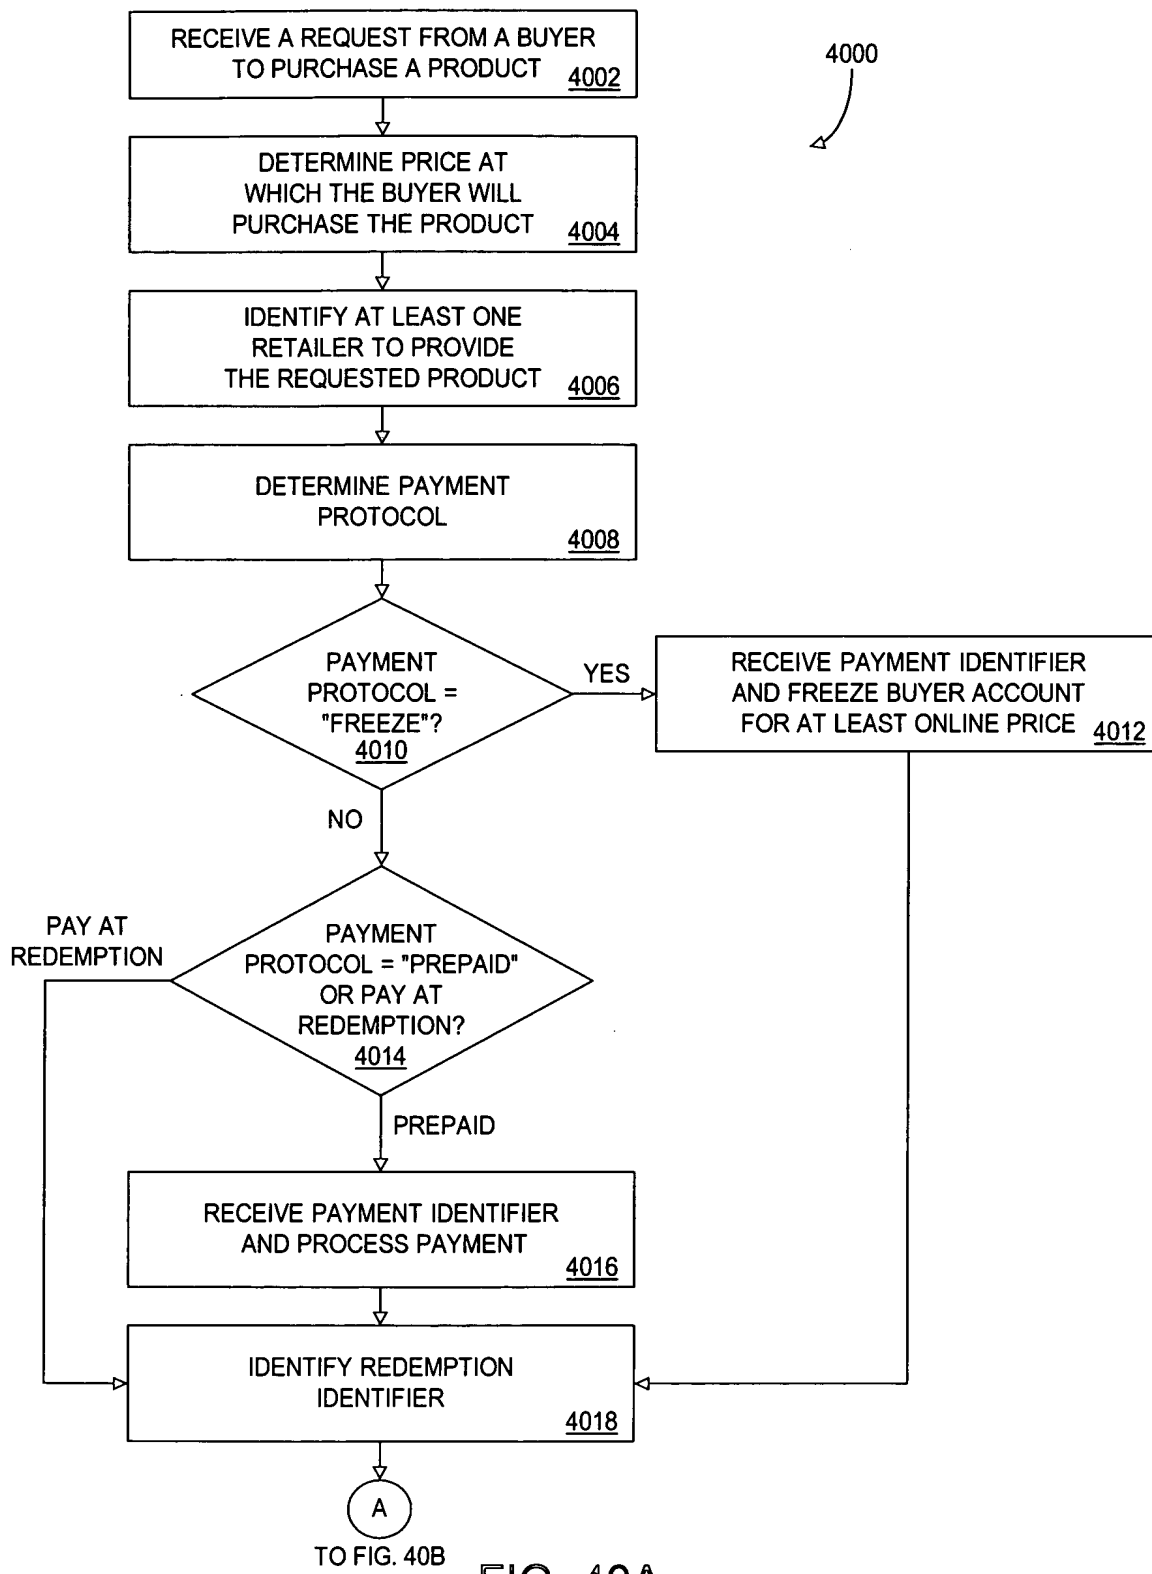 RECEIVE A REQUEST FROM A BUYER
TO PURCHASE A PRODUCT
4002
4000
DETERMINE PRICE AT
WHICH THE BUYER WILL
PURCHASE THE PRODUCT
4004
IDENTIFY AT LEAST ONE
RETAILER TO PROVIDE
THE REQUESTED PRODUCT
4006
DETERMINE PAYMENT
PROTOCOL
4008
PAYMENT
PROTOCOL =
"FREEZE"?
4010
YES
RECEIVE PAYMENT IDENTIFIER
AND FREEZE BUYER ACCOUNT
FOR AT LEAST ONLINE PRICE
4012
NO
PAY AT
REDEMPTION
PAYMENT
PROTOCOL = "PREPAID"
OR PAY AT
REDEMPTION?
4014
PREPAID
RECEIVE PAYMENT IDENTIFIER
AND PROCESS PAYMENT
4016
IDENTIFY REDEMPTION
IDENTIFIER
4018
A
TO FIG. 40B
FIG. 40A